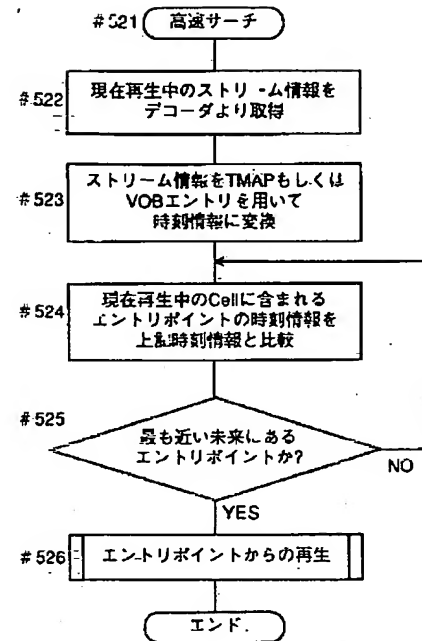 #521 高速サーチ
#522 現在再生中のストリーム情報を
デコーダより取得
#523 ストリーム情報をTMAPもしくは
VOBエントリを用いて
時刻情報に変換
#524 現在再生中のCellに含まれる
エントリポイントの時刻情報を
上記時刻情報と比較
#525 最も近い未来にある
エントリポイントか?
NO
YES
#526 エントリポイントからの再生
エンド